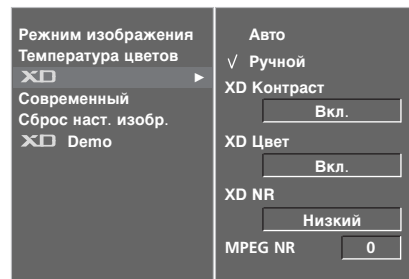 Режним изображения
Температура цветов
XD
Современный
Сброс наст. изобр.
XD Demo
Авто
√ Ручной
XD Контраст
Вкл.
XD Цвет
Вкл.
XD NR
Низкий
MPEG NR 0